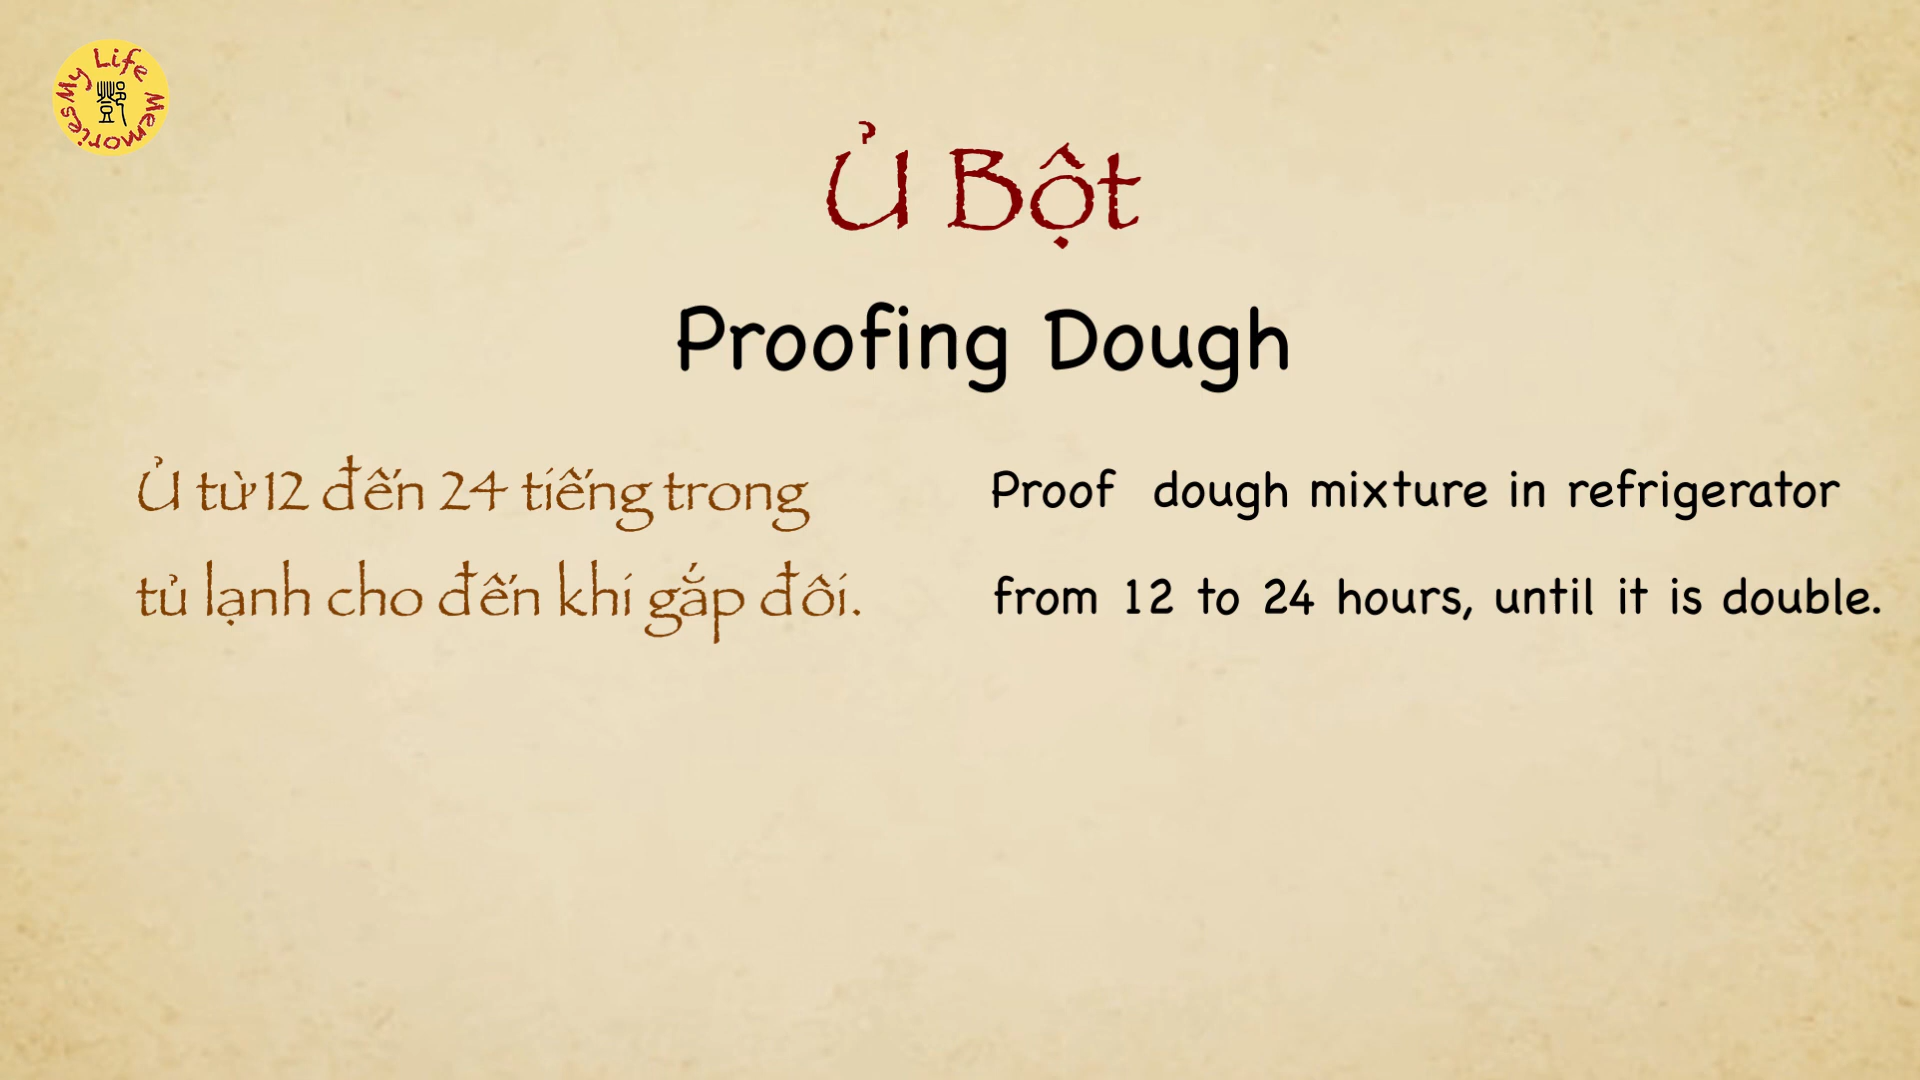 My Life Memories
Ủ Bột
Proofing Dough
Ủ từ 12 đến 24 tiếng trong
tủ lạnh cho đến khi gắp đôi.
Proof dough mixture in refrigerator
from 12 to 24 hours, until it is double.